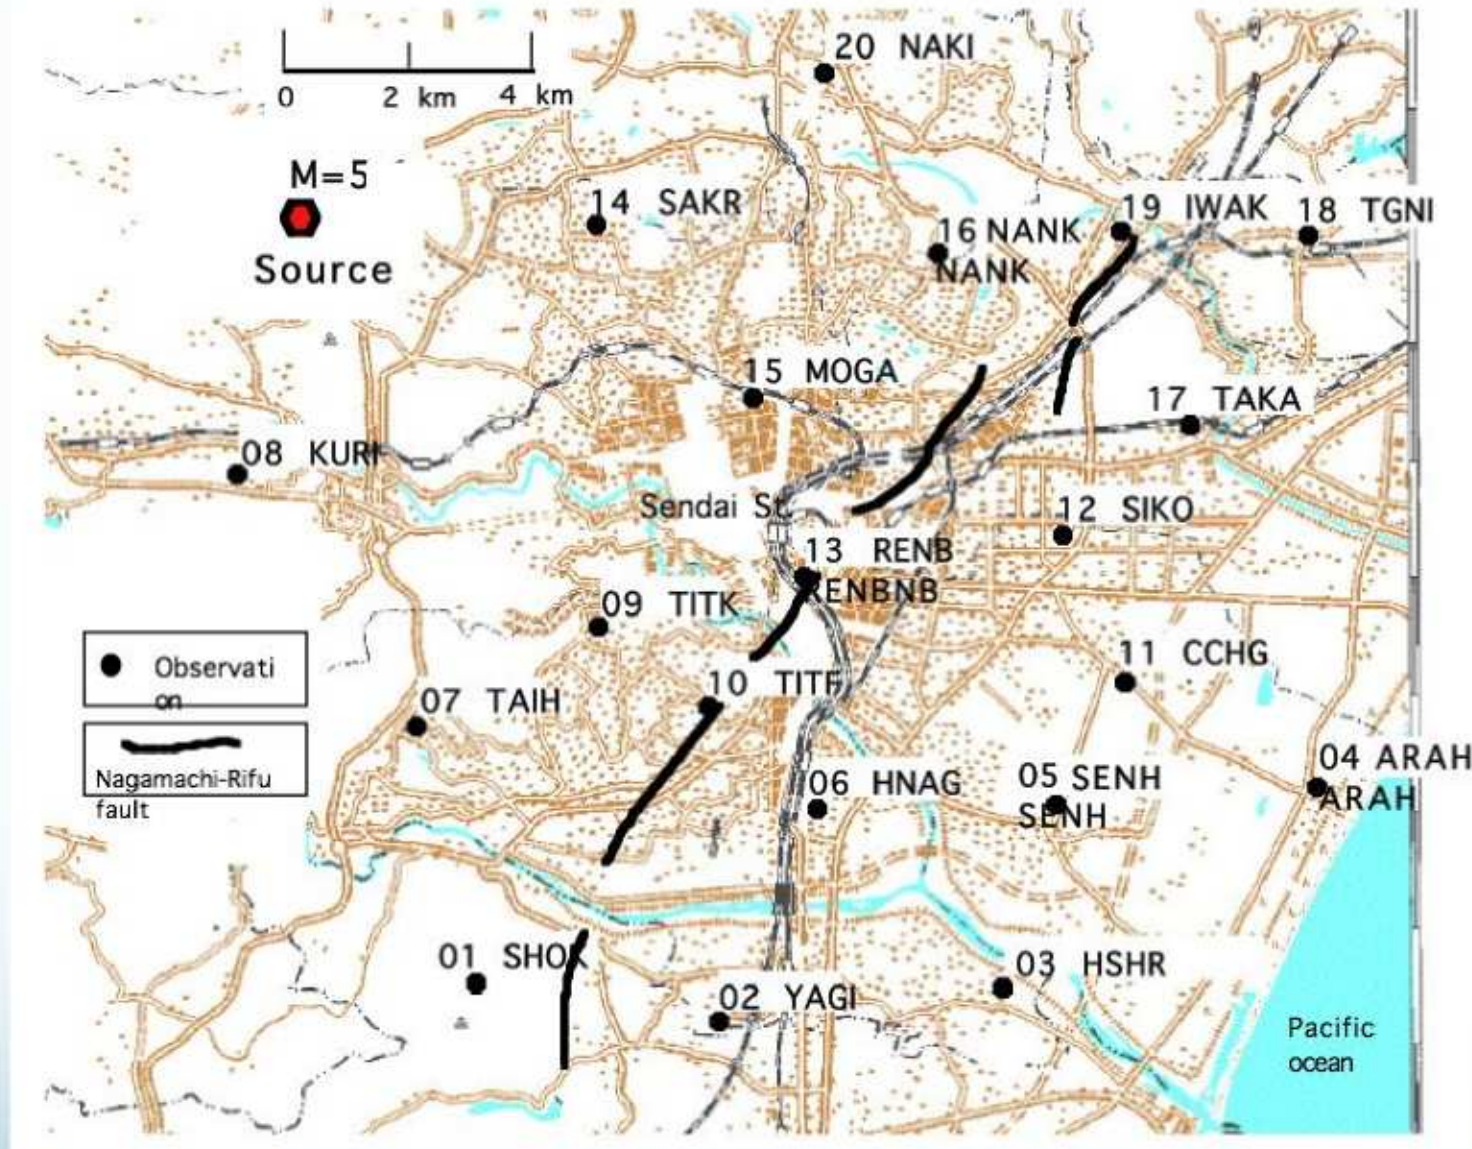 20 NAKI
0 2 km 4 km
M=5
Source
14 SAKR
16 NANK
NANK
19 IWAK
18 TGNI
15 MOGA
17 TAKA
08 KURI
Sendai St.
12 SIKO
13 RENB
RENBNB
09 TITK
11 CCHG
Observati
on
07 TAIH
10 TITF
Nagamachi-Rifu
fault
06 HNAG
05 SENH
SENH
04 ARAH
ARAH
01 SHOK
02 YAGI
03 HSHR
Pacific
ocean